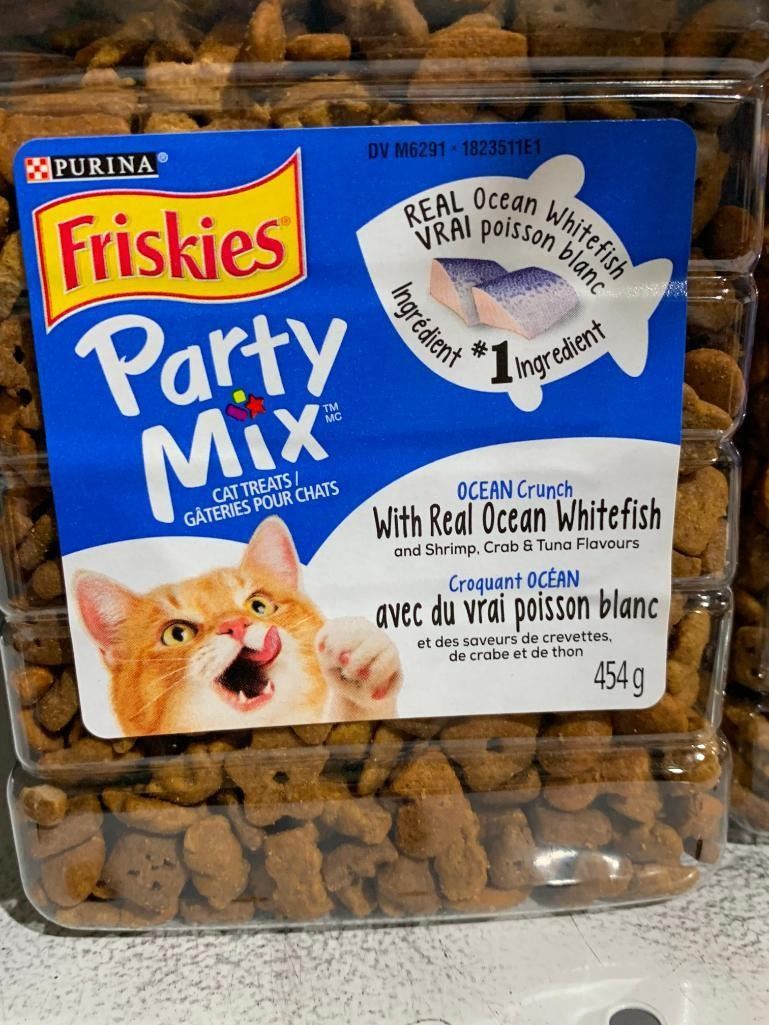 PURINA®
DV M6291 - 1823511E1
Friskies®
Party
Mix™
MC
CAT TREATS /
GÂTERIES POUR CHATS
REAL Ocean Whitefish
VRAI poisson blanc
Ingrédient #1 Ingredient
OCEAN Crunch
With Real Ocean Whitefish
and Shrimp, Crab & Tuna Flavours
Croquant OCÉAN
avec du vrai poisson blanc
et des saveurs de crevettes,
de crabe et de thon
454 g